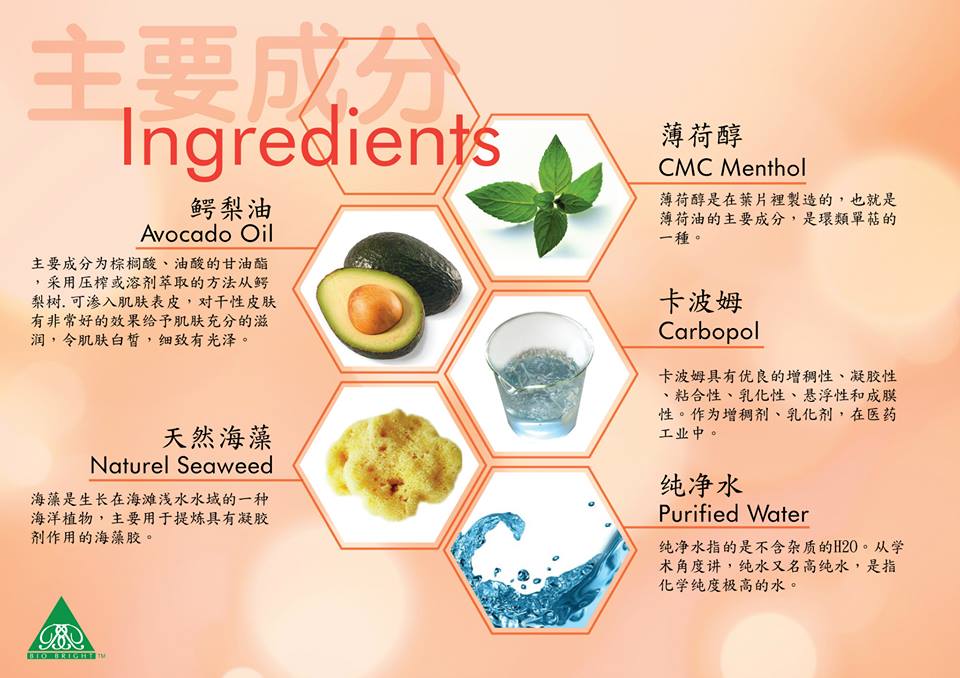 主要成分
Ingredients
鳄梨油
Avocado Oil
主要成分为棕榈酸、油酸的甘油酯
，采用压榨或溶剂萃取的方法从鳄
梨树.可渗入肌肤表皮，对干性皮肤
有非常好的效果给予肌肤充分的滋
润，令肌肤白皙，细致有光泽。
天然海藻
Naturel Seaweed
海藻是生长在海滩浅水水域的一种
海洋植物，主要用于提炼具有凝胶
剂作用的海藻胶。
薄荷醇
CMC Menthol
薄荷醇是在葉片裡製造的，也就是
薄荷油的主要成分，是環類單萜的
一種。
卡波姆
Carbopol
卡波姆具有优良的增稠性、凝胶性
、粘合性、乳化性、悬浮性和成膜
性。作为增稠剂、乳化剂，在医药
工业中。
纯净水
Purified Water
纯净水指的是不含杂质的H2O。从学
术角度讲，纯水又名高纯水，是指
化学纯度极高的水。
BIO BRIGHT TM